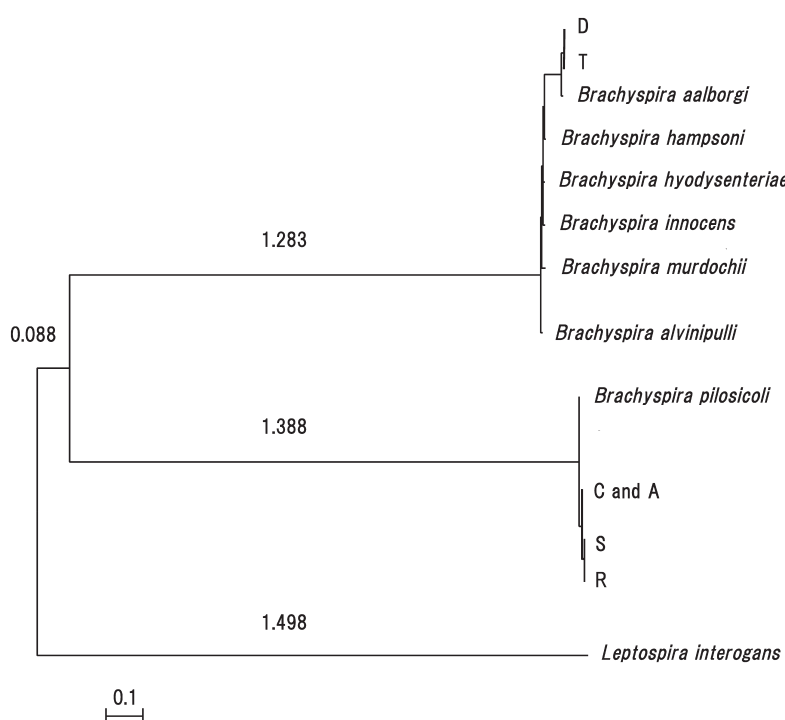 D
T
Brachyspira aalborgi
Brachyspira hampsoni
Brachyspira hyodysenteriae
Brachyspira innocens
1.283
Brachyspira murdochii
0.088
Brachyspira alvinipulli
Brachyspira pilosicoli
1.388
C and A
S
R
1.498
Leptospira interogans
0.1